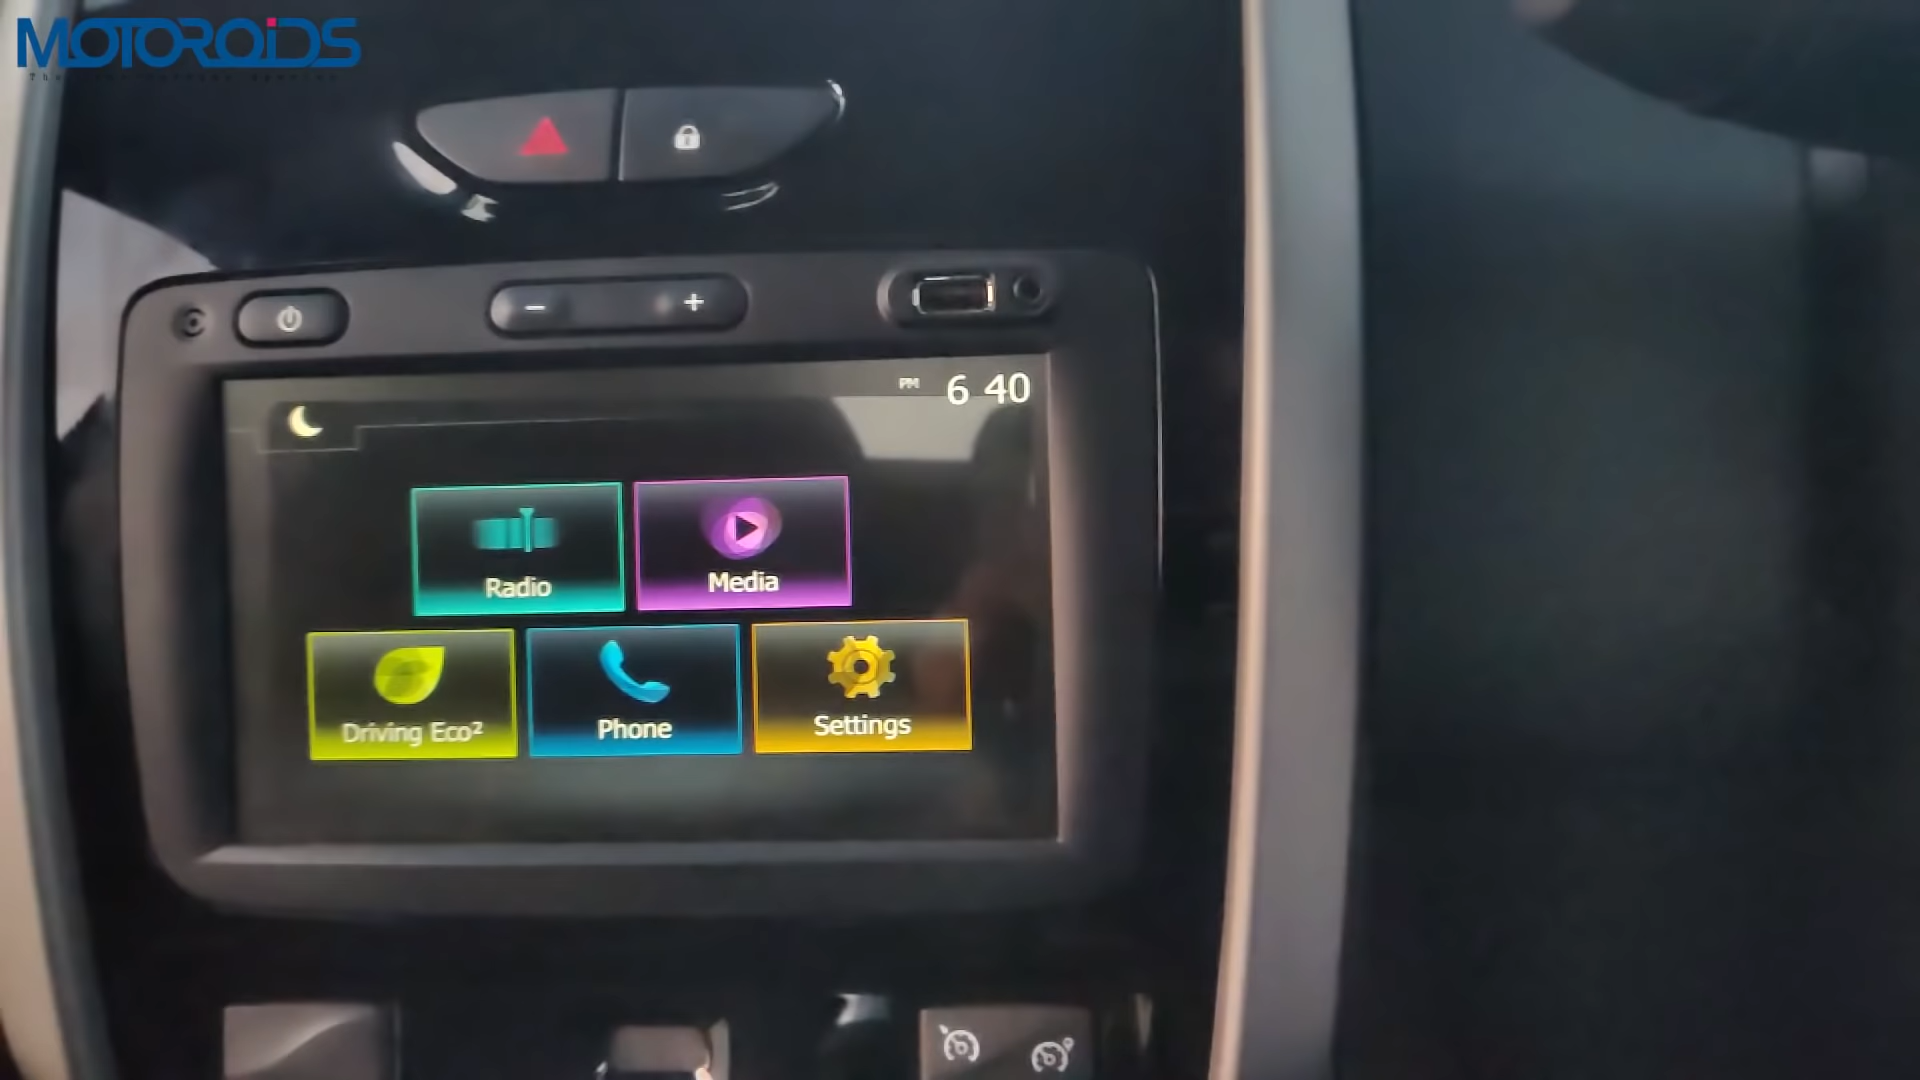 MOTOROiDS
PM 6 40
Radio
Media
Driving Eco²
Phone
Settings